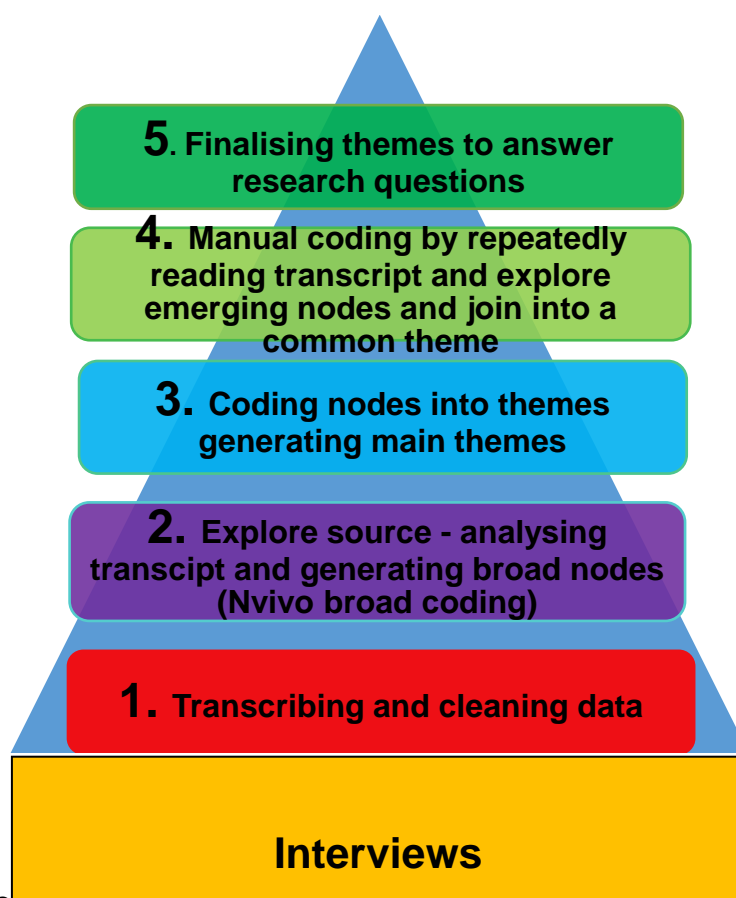 5. Finalising themes to answer
research questions
4. Manual coding by repeatedly
reading transcript and explore
emerging nodes and join into a
common theme
3. Coding nodes into themes
generating main themes
2. Explore source - analysing
transcipt and generating broad nodes
(Nvivo broad coding)
1. Transcribing and cleaning data
Interviews